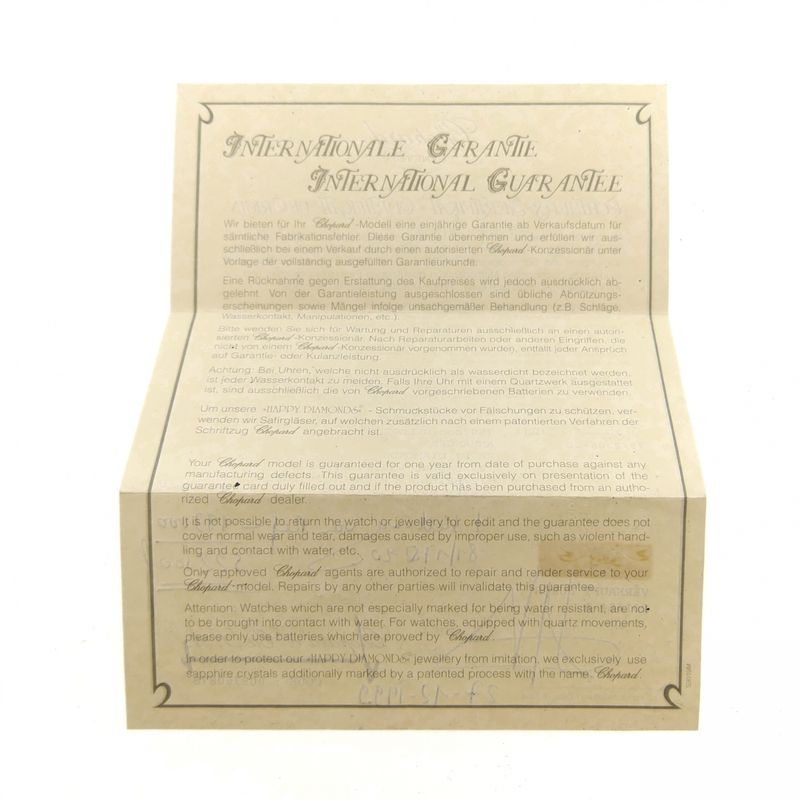 INTERNATIONALE GARANTIE
INTERNATIONAL GUARANTEE
Wir bieten für Ihr Chopard-Modell eine einjährige Garantie ab Verkaufsdatum für
sämtliche Fabrikationsfehler. Diese Garantie übernehmen und erfüllen wir aus-
schließlich bei einem Verkauf durch einen autorisierten Chopard-Konzessionär unter
Vorlage der vollständig ausgefüllten Garantieurkunde.
Eine Rücknahme gegen Erstattung des Kaufpreises wird jedoch ausdrücklich ab-
gelehnt. Von der Garantieleistung ausgeschlossen sind übliche Abnützungs-
erscheinungen sowie Mängel infolge unsachgemäßer Behandlung (z.B. Schläge,
Wasserkontakt, Manipulationen, etc.).
Bitte wenden Sie sich für Wartung und Reparaturen ausschließlich an einen autori-
sierten Chopard-Konzessionär. Nach Reparaturarbeiten oder anderen Eingriffen, die
nicht von einem Chopard-Konzessionär vorgenommen wurden, entfällt jeder Anspruch
auf Garantie- oder Kulanzleistung.
Achtung: Bei Uhren, welche nicht ausdrücklich als wasserdicht bezeichnet werden,
ist jeder Wasserkontakt zu meiden. Falls Ihre Uhr mit einem Quartzwerk ausgestattet
ist, sind ausschließlich die von Chopard vorgeschriebenen Batterien zu verwenden.
Um unsere «HAPPY DIAMONDS» - Schmuckstücke vor Fälschungen zu schützen, ver-
wenden wir Safirgläser, auf welchen zusätzlich nach einem patentierten Verfahren der
Schriftzug Chopard angebracht ist.
Your Chopard model is guaranteed for one year from date of purchase against any
manufacturing defects. This guarantee is valid exclusively on presentation of the
guarantee card duly filled out and if the product has been purchased from an autho-
rized Chopard dealer.
It is not possible to return the watch or jewellery for credit and the guarantee does not
cover normal wear and tear, damages caused by improper use, such as violent hand-
ling and contact with water, etc.
Only approved Chopard agents are authorized to repair and render service to your
Chopard-model. Repairs by any other parties will invalidate this guarantee.
Attention: Watches which are not especially marked for being water resistant, are not
to be brought into contact with water. For watches, equipped with quartz movements,
please only use batteries which are proved by Chopard.
In order to protect our «HAPPY DIAMONDS» jewellery from imitation, we exclusively use
sapphire crystals additionally marked by a patented process with the name Chopard.